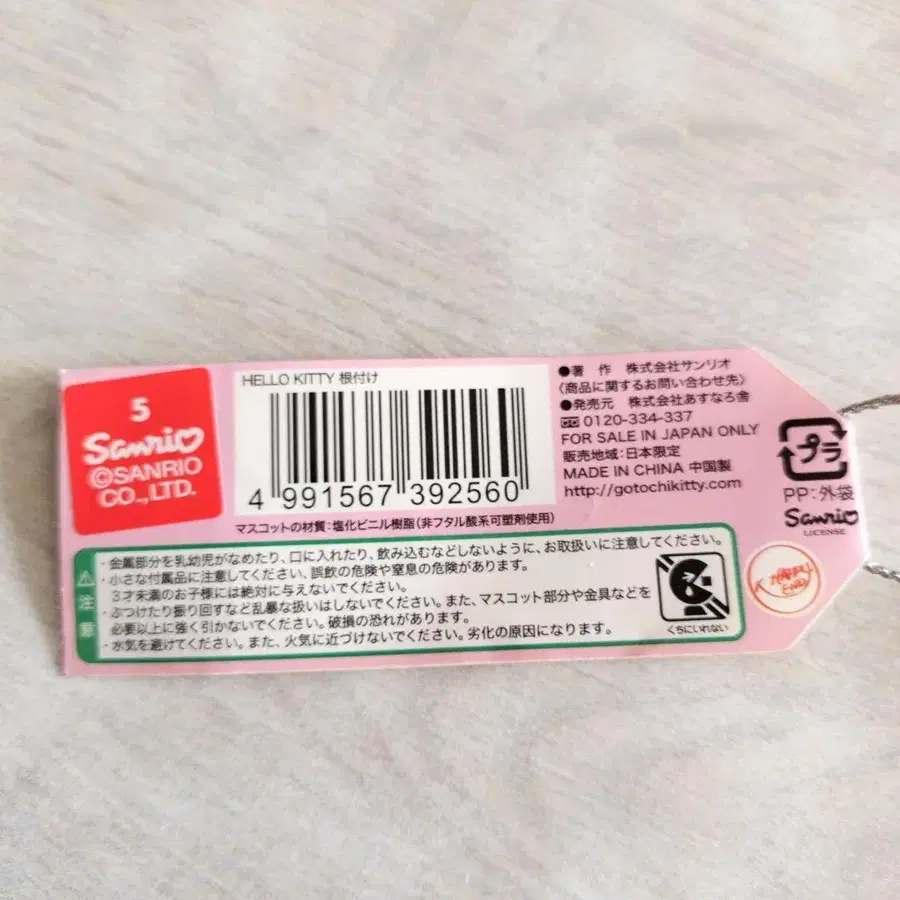 5
Sanrio
©SANRIO
CO.,LTD.
HELLO KITTY 根付け
4 991567 392560
マスコットの材質:塩化ビニル樹脂(非フタル酸系可塑剤使用)
●著 作 株式会社サンリオ
〈商品に関するお問い合わせ先〉
●発売元 株式会社あすなろ舎
0120-334-337
FOR SALE IN JAPAN ONLY
販売地域:日本限定
MADE IN CHINA 中国製
http://gotochikitty.com/
プラ
PP:外袋
Sanrio
LICENSE
注意
・金属部分を乳幼児がなめたり、口に入れたり、飲み込むなどしないように、お取扱いに注意してください。
・小さな付属品に注意してください。誤飲の危険や窒息の危険があります。
3才未満のお子様には絶対に与えないでください。
・ぶつけたり振り回すなど乱暴な扱いはしないでください。また、マスコット部分や金具などを
必要以上に強く引かないでください。破損の恐れがあります。
・水気を避けてください。また、火気に近づけないでください。劣化の原因になります。
くちにいれない
HAPPY
END